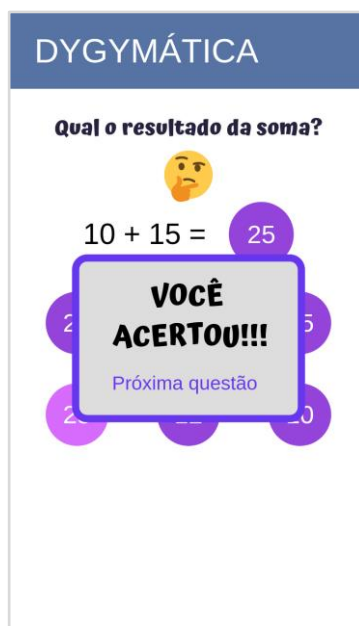 DYGYMÁTICA
Qual o resultado da soma?
10 + 15 = 25
VOCÊ
ACERTOU!!!
Próxima questão